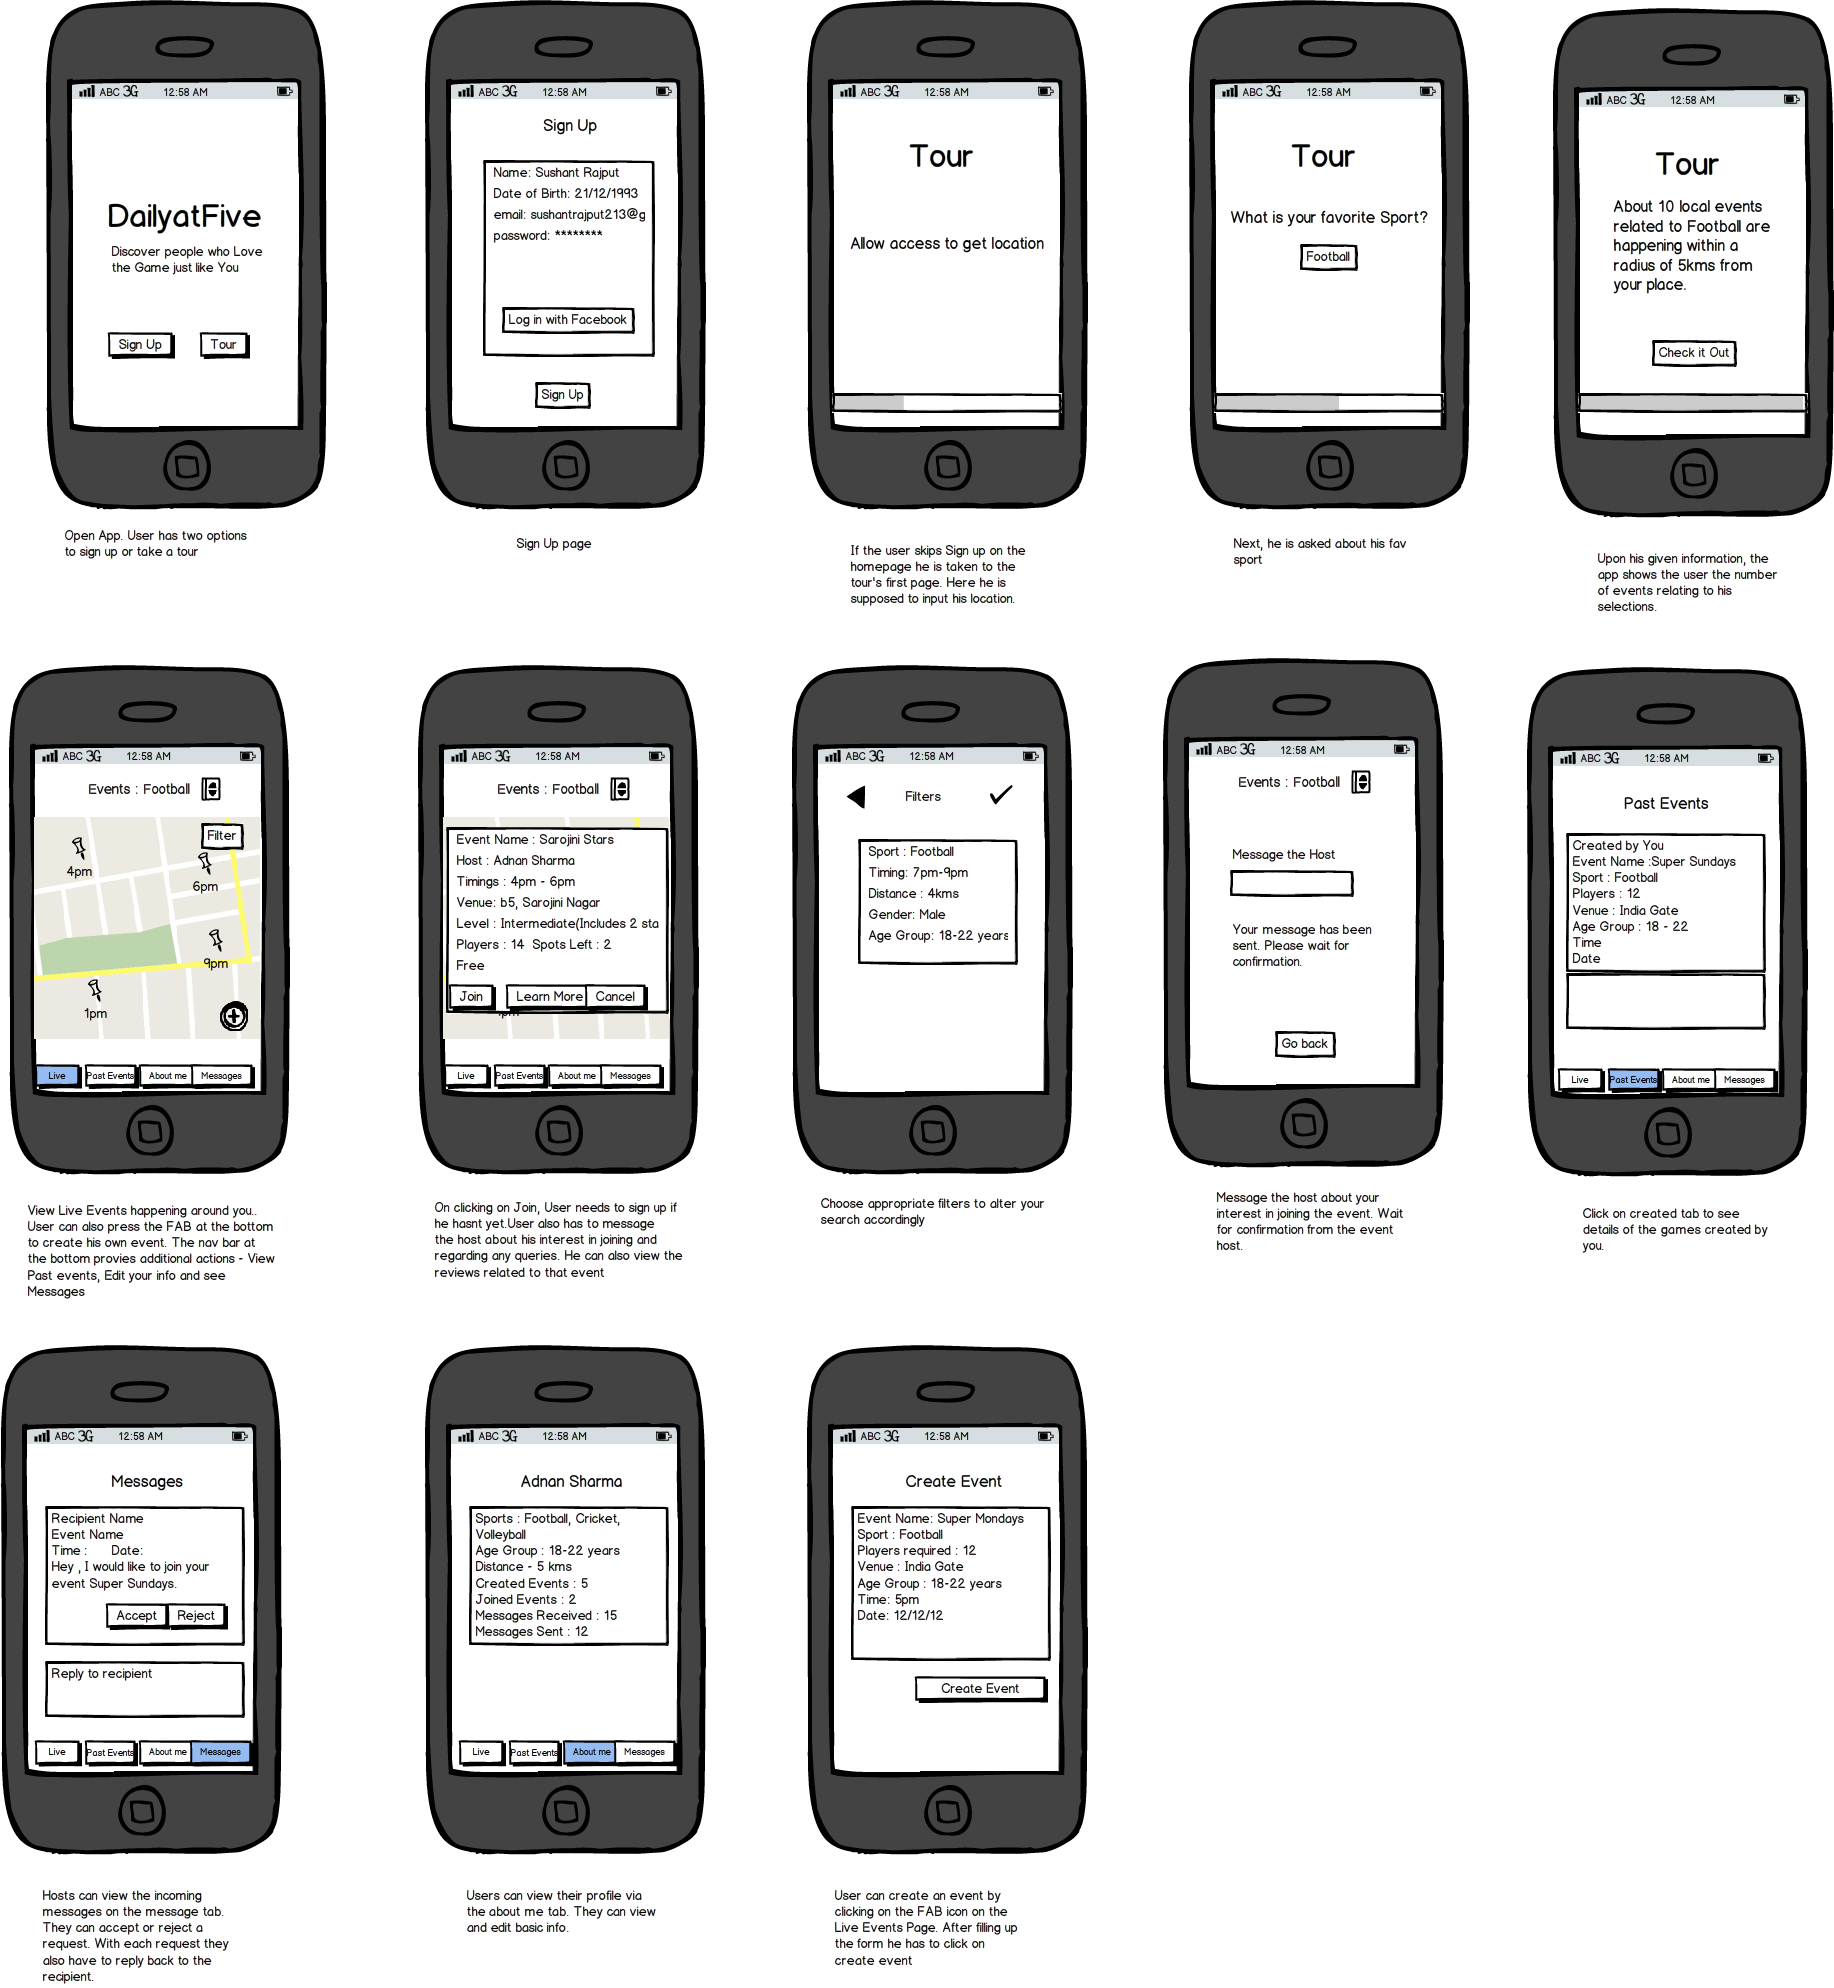 ABC 3G 12:58 AM
DailyatFive
Discover people who Love
the Game just like You
Sign Up Tour
Open App. User has two options
to sign up or take a tour
ABC 3G 12:58 AM
Sign Up
Name: Sushant Rajput
Date of Birth: 21/12/1993
email: sushantrajput213@g
password: ********
Log in with Facebook
Sign Up
Sign Up page
ABC 3G 12:58 AM
Tour
Allow access to get location
If the user skips Sign up on the
homepage he is taken to the
tour's first page. Here he is
supposed to input his location.
ABC 3G 12:58 AM
Tour
What is your favorite Sport?
Football
Next, he is asked about his fav
sport
ABC 3G 12:58 AM
Tour
About 10 local events
related to Football are
happening within a
radius of 5kms from
your place.
Check it Out
Upon his given information, the
app shows the user the number
of events relating to his
selections.
ABC 3G 12:58 AM
Events : Football
Filter
4pm
6pm
9pm
1pm
Live Past Events About me Messages
View Live Events happening around you..
User can also press the FAB at the bottom
to create his own event. The nav bar at
the bottom provies additional actions - View
Past events, Edit your info and see
Messages
ABC 3G 12:58 AM
Events : Football
Event Name : Sarojini Stars
Host : Adnan Sharma
Timings : 4pm - 6pm
Venue: b5, Sarojini Nagar
Level : Intermediate(Includes 2 sta
Players : 14 Spots Left : 2
Free
Join Learn More Cancel
Live Past Events About me Messages
On clicking on Join, User needs to sign up if
he hasnt yet.User also has to message
the host about his interest in joining and
regarding any queries. He can also view the
reviews related to that event
ABC 3G 12:58 AM
Filters
Sport : Football
Timing: 7pm-9pm
Distance : 4kms
Gender: Male
Age Group: 18-22 years
Choose appropriate filters to alter your
search accordingly
ABC 3G 12:58 AM
Events : Football
Message the Host
Your message has been
sent. Please wait for
confirmation.
Go back
Message the host about your
interest in joining the event. Wait
for confirmation from the event
host.
ABC 3G 12:58 AM
Past Events
Created by You
Event Name :Super Sundays
Sport : Football
Players : 12
Venue : India Gate
Age Group : 18 - 22
Time
Date
Live Past Events About me Messages
Click on created tab to see
details of the games created by
you.
ABC 3G 12:58 AM
Messages
Recipient Name
Event Name
Time : Date:
Hey , I would like to join your
event Super Sundays.
Accept Reject
Reply to recipient
Live Past Events About me Messages
Hosts can view the incoming
messages on the message tab.
They can accept or reject a
request. With each request they
also have to reply back to the
recipient.
ABC 3G 12:58 AM
Adnan Sharma
Sports : Football, Cricket,
Volleyball
Age Group : 18-22 years
Distance - 5 kms
Created Events : 5
Joined Events : 2
Messages Received : 15
Messages Sent : 12
Live Past Events About me Messages
Users can view their profile via
the about me tab. They can view
and edit basic info.
ABC 3G 12:58 AM
Create Event
Event Name: Super Mondays
Sport : Football
Players required : 12
Venue : India Gate
Age Group : 18-22 years
Time: 5pm
Date: 12/12/12
Create Event
User can create an event by
clicking on the FAB icon on the
Live Events Page. After filling up
the form he has to click on
create event